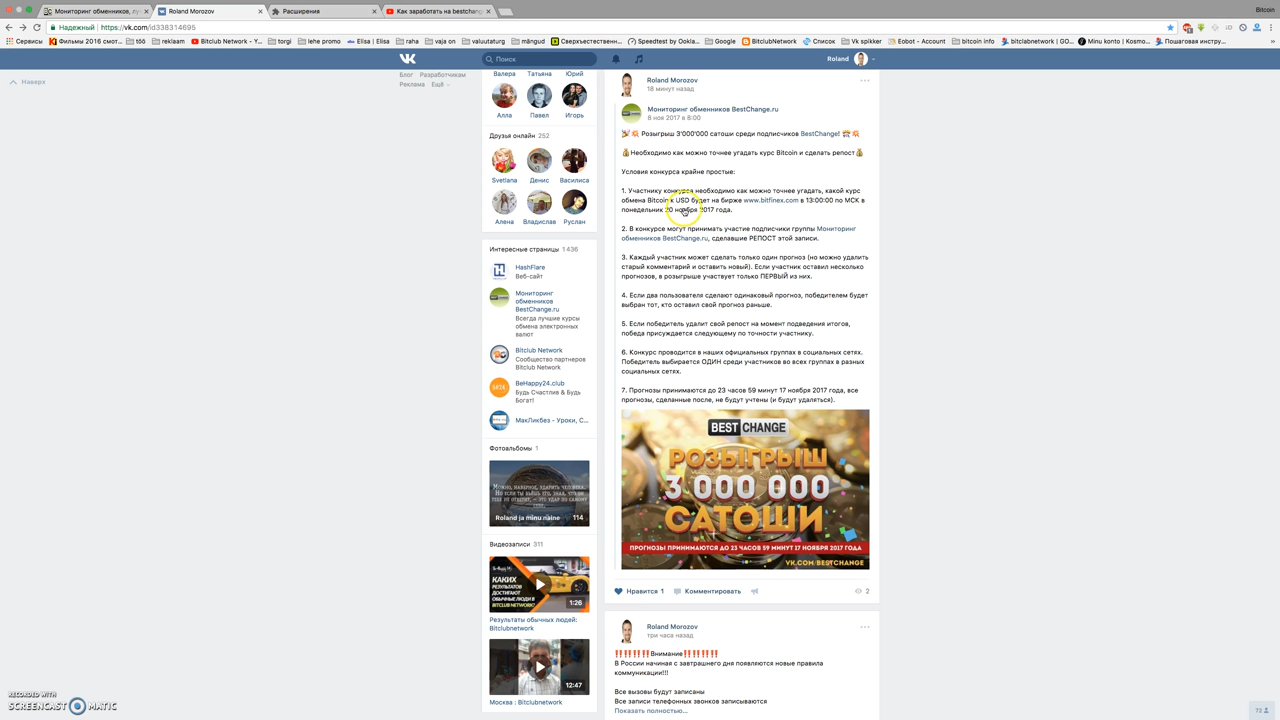 Мониторинг обменников, лу
Roland Morozov
Расширения
Как заработать на bestchange
Bitcoin
Надежный
https://vk.com/id338314695
Сервисы
Фильмы 2016 смот...
töö
reklaam
Bitclub Network - Y...
torgi
lehe promo
Elisa | Elisa
raha
vaja on
valuutaturg
mängud
Сверхъестественн...
Speedtest by Ookla...
Google
BitclubNetwork
Список
Vk spikker
Eobot - Account
bitcoin info
bitclabnetwork | GO...
Minu konto | Kosmo...
Пошаговая инстру...
Поиск
Roland
Наверх
Блог Разработчикам
Реклама Ещё
Валера Татьяна Юрий
Алла Павел Игорь
Друзья онлайн 252
Svetlana Денис Василиса
Алена Владислав Руслан
Интересные страницы 1 436
HashFlare
Веб-сайт
Мониторинг
обменников
BestChange.ru
Всегда лучшие курсы
обмена электронных
валют
Bitclub Network
Сообщество партнеров
Bitclub Network
BeHappy24.club
Будь Счастлив & Будь
Богат!
МакЛикбез - Уроки, С...
Фотоальбомы 1
Roland ja minu naine 114
Видеозаписи 311
КАКИХ
РЕЗУЛЬТАТОВ
ДОСТИГАЮТ
ОБЫЧНЫЕ ЛЮДИ
В BITCLUB NETWORK?
1:26
Результаты обычных людей:
Bitclubnetwork
12:47
Москва : Bitclubnetwork
Roland Morozov
18 минут назад
Мониторинг обменников BestChange.ru
8 ноя 2017 в 8:00
Розыгрыш 3'000'000 сатоши среди подписчиков BestChange!
Необходимо как можно точнее угадать курс Bitcoin и сделать репост
Условия конкурса крайне простые:
1. Участнику конкурса необходимо как можно точнее угадать, какой курс
обмена Bitcoin к USD будет на бирже www.bitfinex.com в 13:00:00 по МСК в
понедельник 20 ноября 2017 года.
2. В конкурсе могут принимать участие подписчики группы Мониторинг
обменников BestChange.ru, сделавшие РЕПОСТ этой записи.
3. Каждый участник может сделать только один прогноз (но можно удалить
старый комментарий и оставить новый). Если участник оставил несколько
прогнозов, в розыгрыше участвует только ПЕРВЫЙ из них.
4. Если два пользователя сделают одинаковый прогноз, победителем будет
выбран тот, кто оставил свой прогноз раньше.
5. Если победитель удалит свой репост на момент подведения итогов,
победа присуждается следующему по точности участнику.
6. Конкурс проводится в наших официальных группах в социальных сетях.
Победитель выбирается ОДИН среди участников во всех группах в разных
социальных сетях.
7. Прогнозы принимаются до 23 часов 59 минут 17 ноября 2017 года, все
прогнозы, сделанные после, не будут учтены (и будут удаляться).
BEST CHANGE
РОЗЫГРЫШ
3 000 000
САТОШИ
ПРОГНОЗЫ ПРИНИМАЮТСЯ ДО 23 ЧАСОВ 59 МИНУТ 17 НОЯБРЯ 2017 ГОДА
VK.COM/BESTCHANGE
Нравится 1 Комментировать 2
Roland Morozov
три часа назад
Внимание
В России начиная с завтрашнего дня появляются новые правила
коммуникации!!!
Все вызовы будут записаны
Все записи телефонных звонков записываются
Показать полностью...
RECORDED WITH
SCREENCAST MATIC